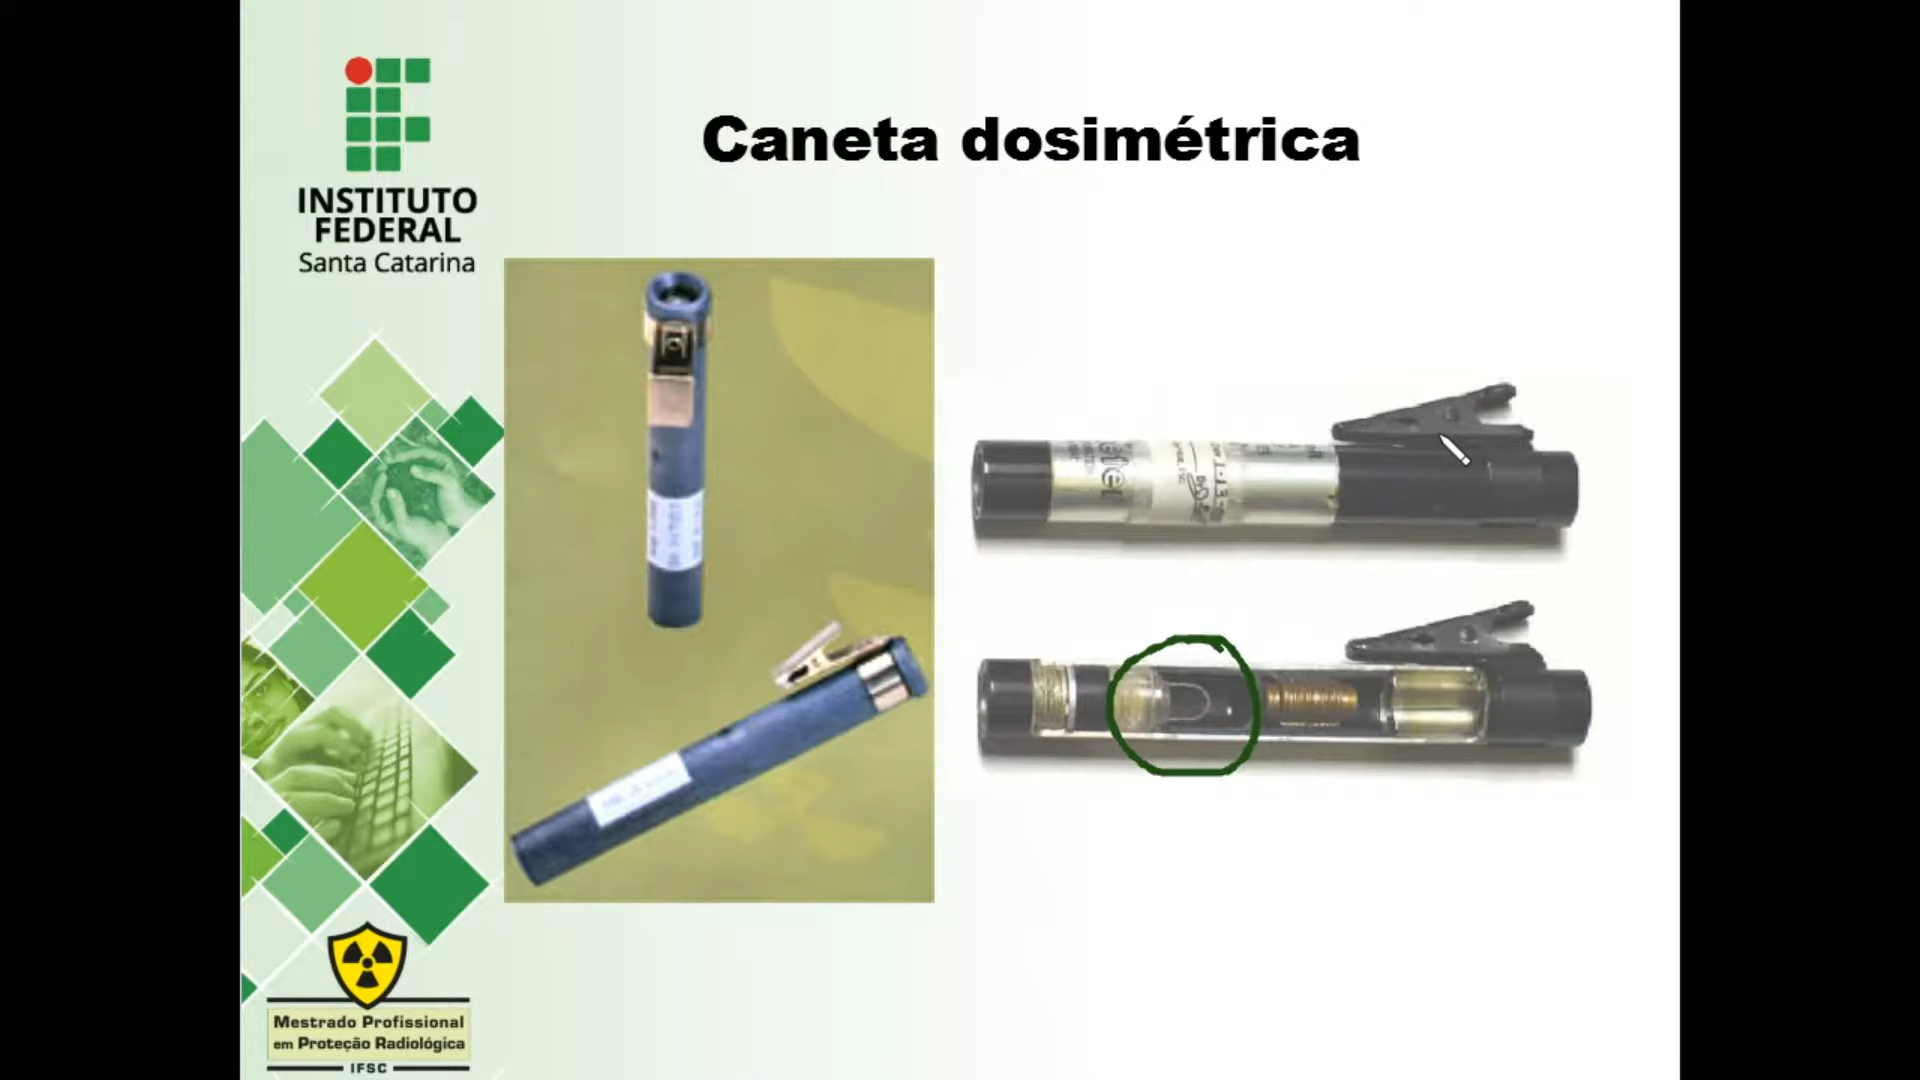 INSTITUTO
FEDERAL
Santa Catarina
Caneta dosimétrica
Mestrado Profissional
em Proteção Radiológica
IFSC